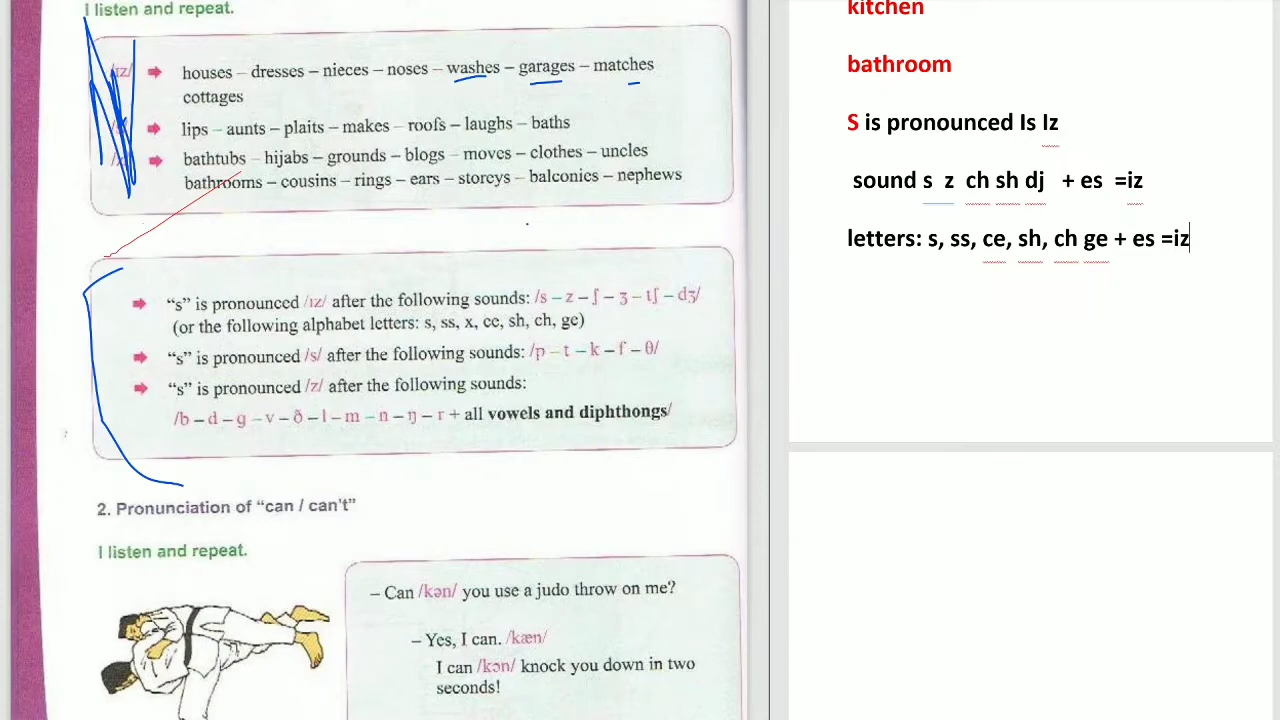 I listen and repeat.
/ɪz/ houses – dresses – nieces – noses – washes – garages – matches
cottages
lips – aunts – plaits – makes – roofs – laughs – baths
bathtubs – hijabs – grounds – blogs – moves – clothes – uncles
bathrooms – cousins – rings – ears – storeys – balconies – nephews
"s" is pronounced /ɪz/ after the following sounds: /s – z – ʃ – ʒ – tʃ – dʒ/
(or the following alphabet letters: s, ss, x, ce, sh, ch, ge)
"s" is pronounced /s/ after the following sounds: /p – t – k – f – θ/
"s" is pronounced /z/ after the following sounds:
/b – d – g – v – ð – l – m – n – ŋ – r + all vowels and diphthongs/
2. Pronunciation of "can / can't"
I listen and repeat.
– Can /kən/ you use a judo throw on me?
– Yes, I can. /kæn/
I can /kən/ knock you down in two
seconds!
kitchen
bathroom
S is pronounced Is Iz
sound s z ch sh dj + es =iz
letters: s, ss, ce, sh, ch ge + es =iz